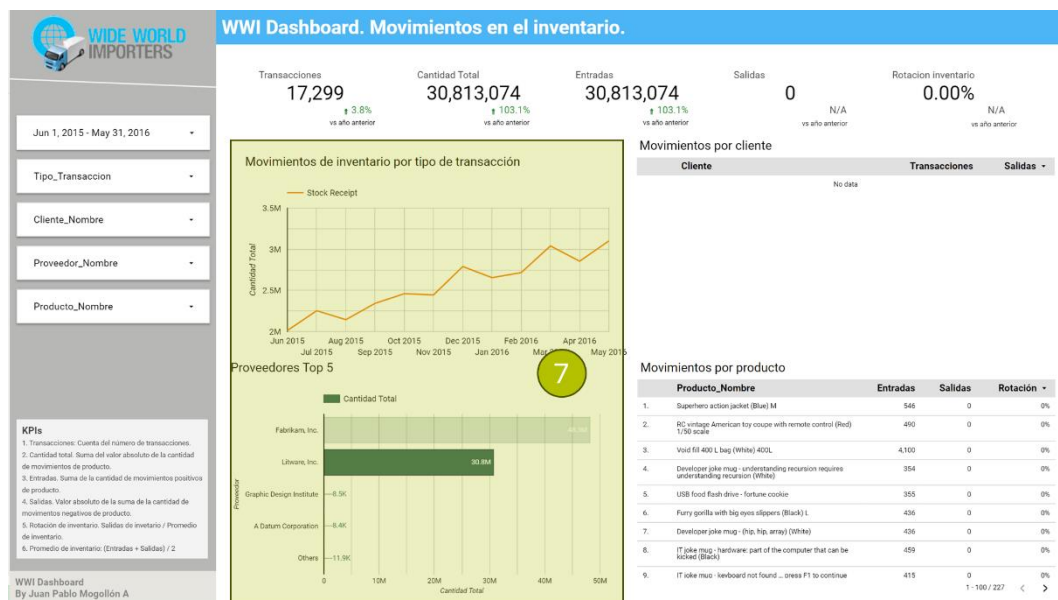 WIDE WORLD
IMPORTERS
WWI Dashboard. Movimientos en el inventario.
Jun 1, 2015 - May 31, 2016
Tipo_Transaccion
Cliente_Nombre
Proveedor_Nombre
Producto_Nombre
KPIs
1. Transacciones: Cuenta del número de transacciones.
2. Cantidad total. Suma del valor absoluto de la cantidad
de movimientos de producto.
3. Entradas. Suma de la cantidad de movimientos positivos
de producto.
4. Salidas. Valor absoluto de la suma de la cantidad de
movimentos negativos de producto.
5. Rotación de inventario. Salidas de invetario / Promedio
de inventario.
6. Promedio de inventario: (Entradas + Salidas) / 2
WWI Dashboard
By Juan Pablo Mogollón A
Transacciones
17,299
3.8%
vs año anterior
Cantidad Total
30,813,074
103.1%
vs año anterior
Entradas
30,813,074
103.1%
vs año anterior
Salidas
0
N/A
vs año anterior
Rotacion inventario
0.00%
N/A
vs año anterior
Movimientos de inventario por tipo de transacción
Stock Receipt
Cantidad Total
3.5M
3M
2.5M
2M
Jun 2015 Jul 2015 Aug 2015 Sep 2015 Oct 2015 Nov 2015 Dec 2015 Jan 2016 Feb 2016 Mar Apr 2016 May 2016
7
Proveedores Top 5
Cantidad Total
Proveedor
Fabrikam, Inc.
Litware, Inc. 30.8M
Graphic Design Institute 8.5K
A Datum Corporation 8.4K
Others 11.9K
0 10M 20M 30M 40M 50M
Cantidad Total
Movimientos por cliente
Cliente Transacciones Salidas
No data
Movimientos por producto
Producto_Nombre Entradas Salidas Rotación
1. Superhero action jacket (Blue) M 546 0 0%
2. RC vintage American toy coupe with remote control (Red) 490 0 0%
1/50 scale
3. Void fill 400 L bag (White) 400L 4,100 0 0%
4. Developer joke mug - understanding recursion requires 354 0 0%
understanding recursion (White)
5. USB food flash drive - fortune cookie 355 0 0%
6. Furry gorilla with big eyes slippers (Black) L 436 0 0%
7. Developer joke mug - (hip, hip, array) (White) 436 0 0%
8. IT joke mug - hardware: part of the computer that can be 459 0 0%
kicked (Black)
9. IT joke mug - keyboard not found … press F1 to continue 415 0 0%
1 - 100 / 227